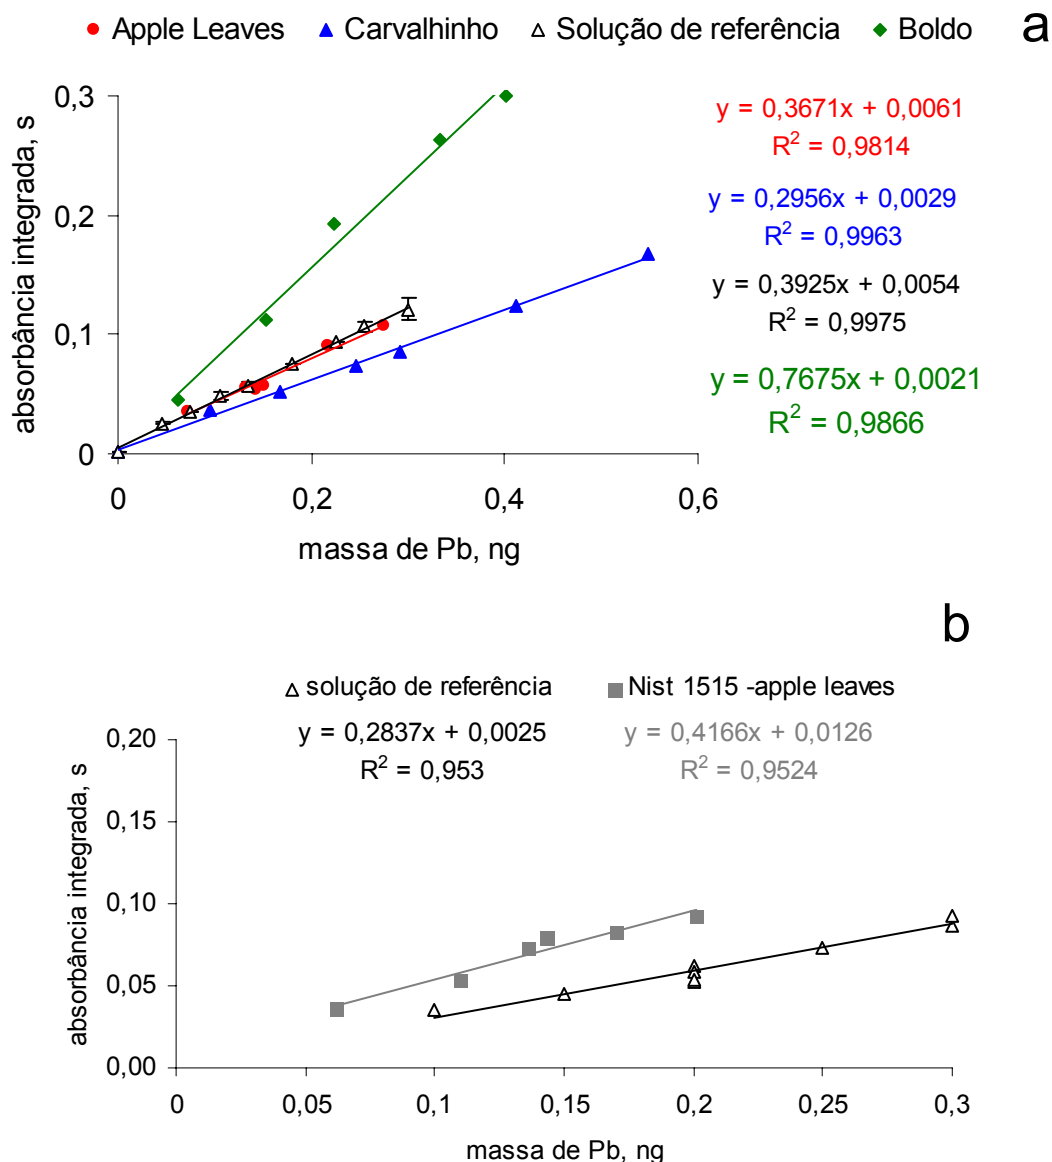 Apple Leaves Carvalhinho Solução de referência Boldo
a
absorbância integrada, s
0,3
0,2
0,1
0
y = 0,3671x + 0,0061
R² = 0,9814
y = 0,2956x + 0,0029
R² = 0,9963
y = 0,3925x + 0,0054
R² = 0,9975
y = 0,7675x + 0,0021
R² = 0,9866
0 0,2 0,4 0,6
massa de Pb, ng
b
solução de referência Nist 1515 -apple leaves
y = 0,2837x + 0,0025 y = 0,4166x + 0,0126
R² = 0,953 R² = 0,9524
absorbância integrada, s
0,20
0,15
0,10
0,05
0,00
0 0,05 0,1 0,15 0,2 0,25 0,3
massa de Pb, ng